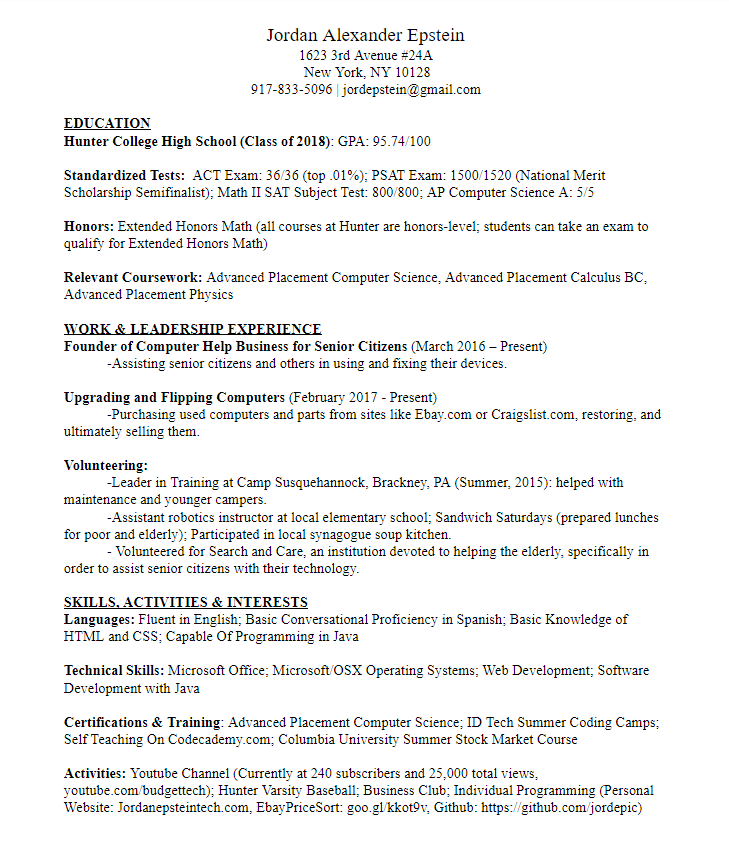 Jordan Alexander Epstein
1623 3rd Avenue #24A
New York, NY 10128
917-833-5096 | jordepstein@gmail.com
EDUCATION
Hunter College High School (Class of 2018): GPA: 95.74/100
Standardized Tests:  ACT Exam: 36/36 (top .01%); PSAT Exam: 1500/1520 (National Merit
Scholarship Semifinalist); Math II SAT Subject Test: 800/800; AP Computer Science A: 5/5
Honors: Extended Honors Math (all courses at Hunter are honors-level; students can take an exam to
qualify for Extended Honors Math)
Relevant Coursework: Advanced Placement Computer Science, Advanced Placement Calculus BC,
Advanced Placement Physics
WORK & LEADERSHIP EXPERIENCE
Founder of Computer Help Business for Senior Citizens (March 2016 – Present)
-Assisting senior citizens and others in using and fixing their devices.
Upgrading and Flipping Computers (February 2017 - Present)
-Purchasing used computers and parts from sites like Ebay.com or Craigslist.com, restoring, and
ultimately selling them.
Volunteering:
-Leader in Training at Camp Susquehannock, Brackney, PA (Summer, 2015): helped with
maintenance and younger campers.
-Assistant robotics instructor at local elementary school; Sandwich Saturdays (prepared lunches
for poor and elderly); Participated in local synagogue soup kitchen.
- Volunteered for Search and Care, an institution devoted to helping the elderly, specifically in
order to assist senior citizens with their technology.
SKILLS, ACTIVITIES & INTERESTS
Languages: Fluent in English; Basic Conversational Proficiency in Spanish; Basic Knowledge of
HTML and CSS; Capable Of Programming in Java
Technical Skills: Microsoft Office; Microsoft/OSX Operating Systems; Web Development; Software
Development with Java
Certifications & Training: Advanced Placement Computer Science; ID Tech Summer Coding Camps;
Self Teaching On Codecademy.com; Columbia University Summer Stock Market Course
Activities: Youtube Channel (Currently at 240 subscribers and 25,000 total views,
youtube.com/budgettech); Hunter Varsity Baseball; Business Club; Individual Programming (Personal
Website: Jordanepsteintech.com, EbayPriceSort: goo.gl/kkot9v, Github: https://github.com/jordepic)